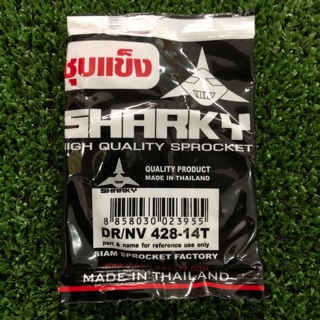 ชุบแข็ง
SHARKY
HIGH QUALITY SPROCKET
QUALITY PRODUCT
MADE IN THAILAND
SHARKY
8 858030 023955
DR/NV 428-14T
part & name for reference use only
SIAM SPROCKET FACTORY
MADE IN THAILAND